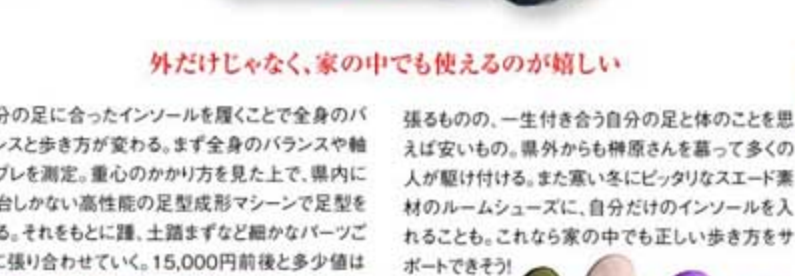 外だけじゃなく、家の中でも使えるのが嬉しい
分の足に合ったインソールを履くことで全身のバ
ンスと歩き方が変わる。まず全身のバランスや軸
ブレを測定。重心のかかり方を見た上で、県内に
台しかない高性能の足型成形マシーンで足型を
る。それをもとに踵、土踏まずなど細かなパーツご
に張り合わせていく。15,000円前後と多少値は
張るものの、一生付き合う自分の足と体のことを思
えば安いもの。県外からも榊原さんを慕って多くの
人が駆け付ける。また寒い冬にピッタリなスエード素
材のルームシューズに、自分だけのインソールを入
れることも。これなら家の中でも正しい歩き方をサ
ポートできそう!